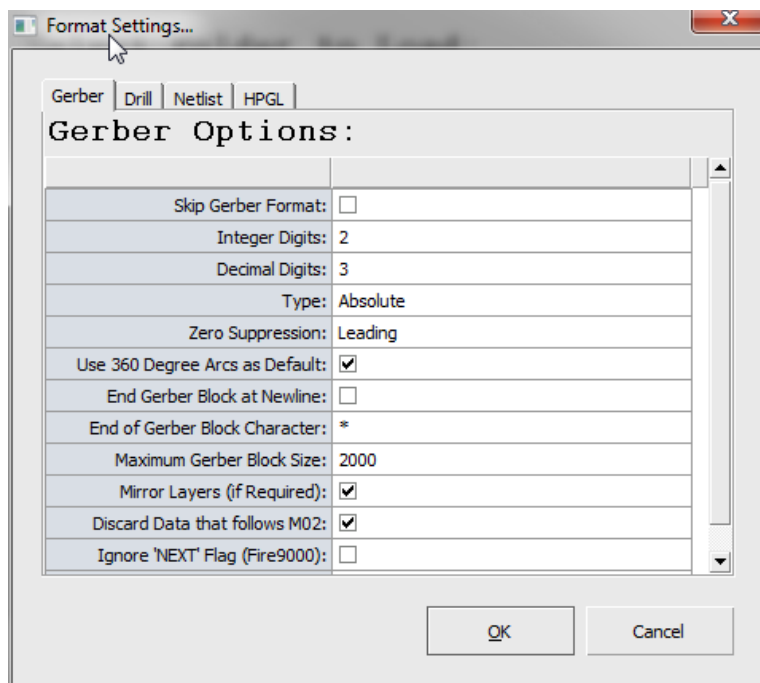 Format Settings...
Gerber Drill Netlist HPGL
Gerber Options:
Skip Gerber Format:
Integer Digits: 2
Decimal Digits: 3
Type: Absolute
Zero Suppression: Leading
Use 360 Degree Arcs as Default:
End Gerber Block at Newline:
End of Gerber Block Character: *
Maximum Gerber Block Size: 2000
Mirror Layers (if Required):
Discard Data that follows M02:
Ignore 'NEXT' Flag (Fire9000):
OK Cancel